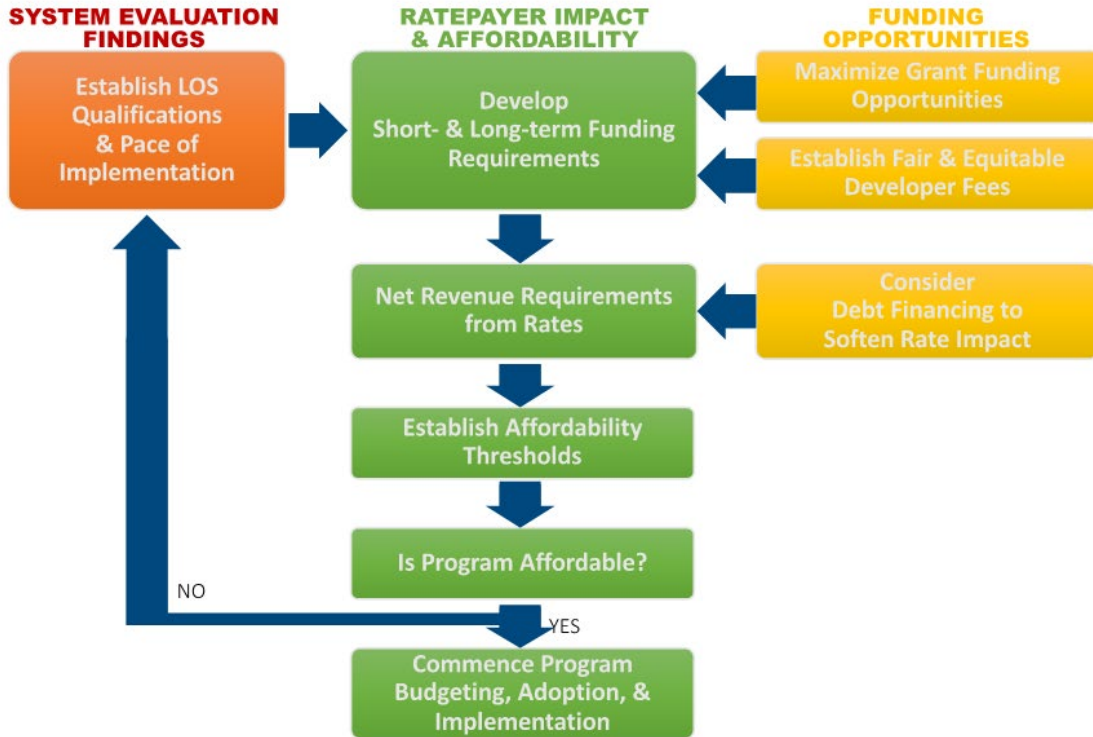 SYSTEM EVALUATION
FINDINGS
Establish LOS
Qualifications
& Pace of
Implementation
RATEPAYER IMPACT
& AFFORDABILITY
Develop
Short- & Long-term Funding
Requirements
FUNDING
OPPORTUNITIES
Maximize Grant Funding
Opportunities
Establish Fair & Equitable
Developer Fees
Net Revenue Requirements
from Rates
Consider
Debt Financing to
Soften Rate Impact
Establish Affordability
Thresholds
Is Program Affordable?
NO
YES
Commence Program
Budgeting, Adoption, &
Implementation